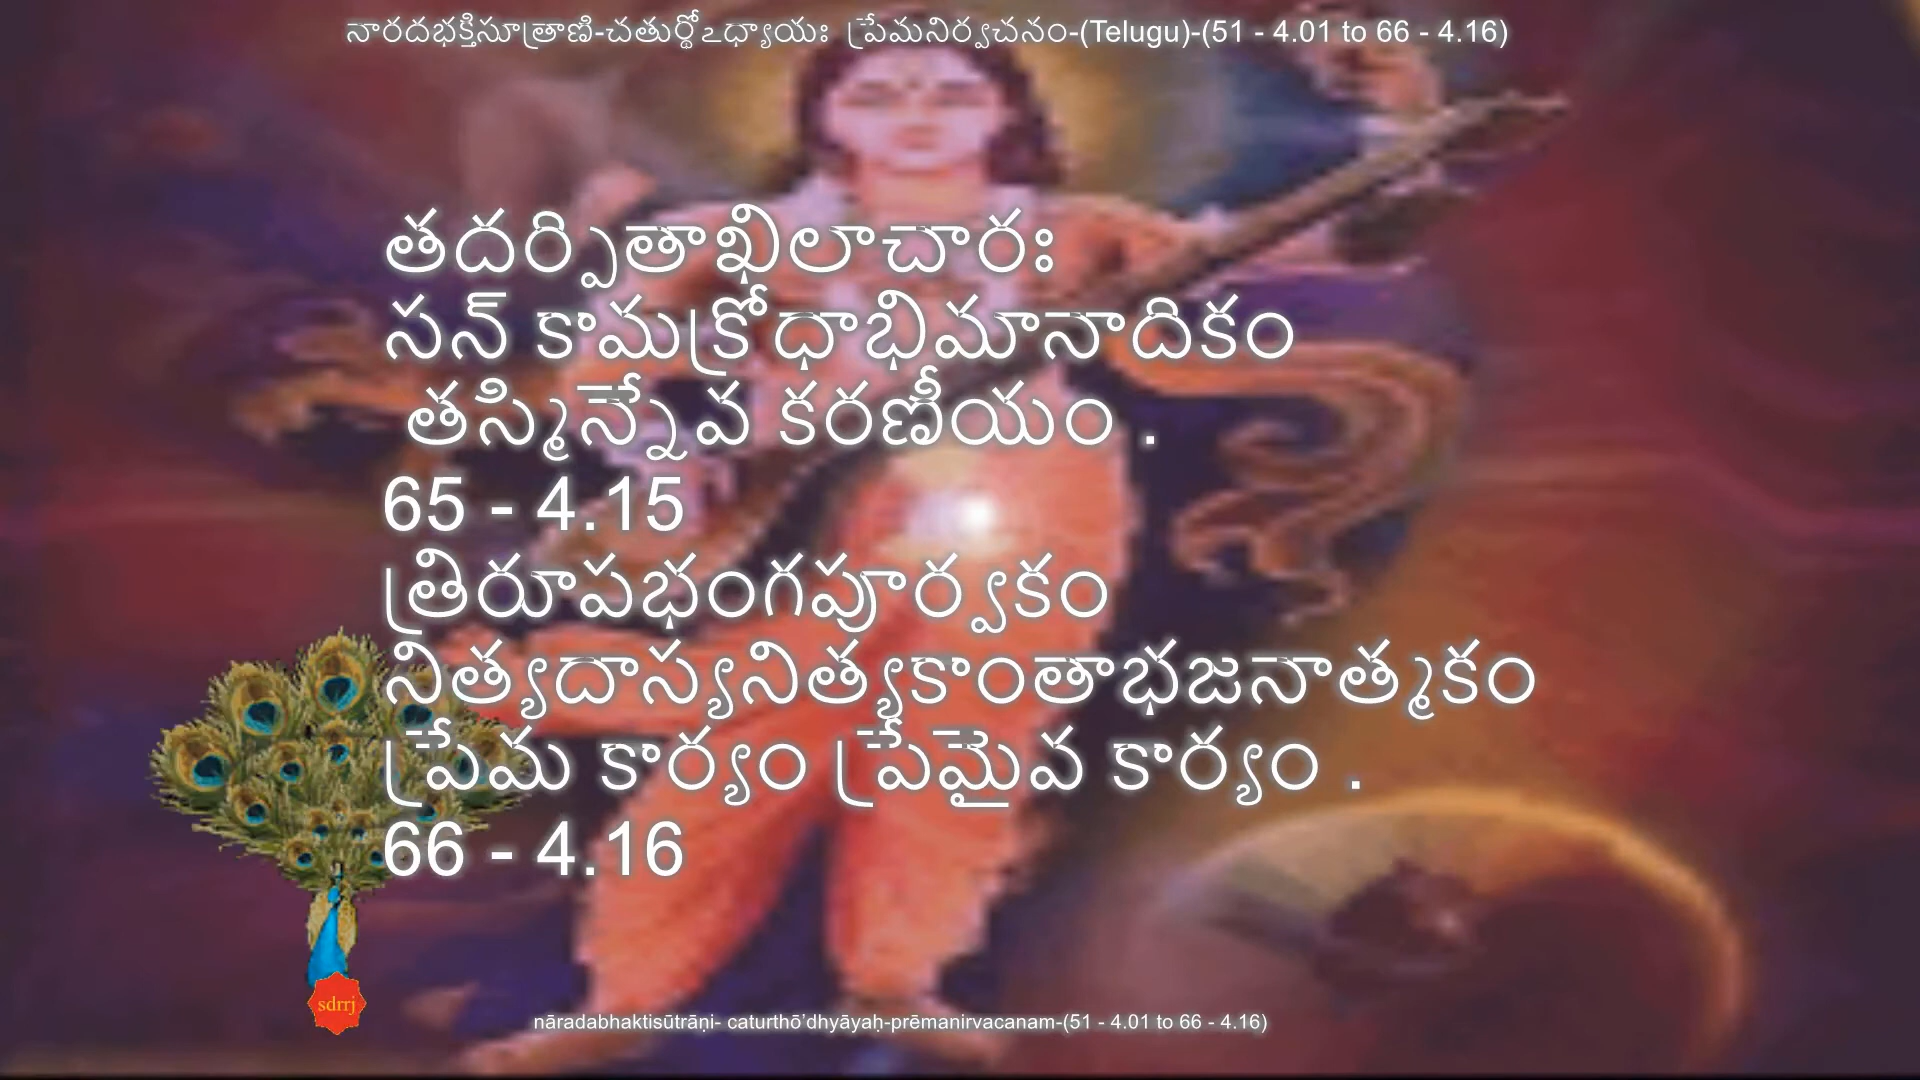 నారదభక్తిసూత్రాణి-చతుర్థోఽధ్యాయః ప్రేమనిర్వచనం-(Telugu)-(51 - 4.01 to 66 - 4.16)
తదర్పితాఖిలాచారః
సన్ కామక్రోధాభిమానాదికం
తస్మిన్నేవ కరణీయం .
65 - 4.15
త్రిరూపభంగపూర్వకం
నిత్యదాస్యనిత్యకాంతాభజనాత్మకం
ప్రేమ కార్యం ప్రేమైవ కార్యం .
66 - 4.16
sdrrj
nāradabhaktisūtrāṇi- caturthō’dhyāyaḥ-prēmanirvacanam-(51 - 4.01 to 66 - 4.16)